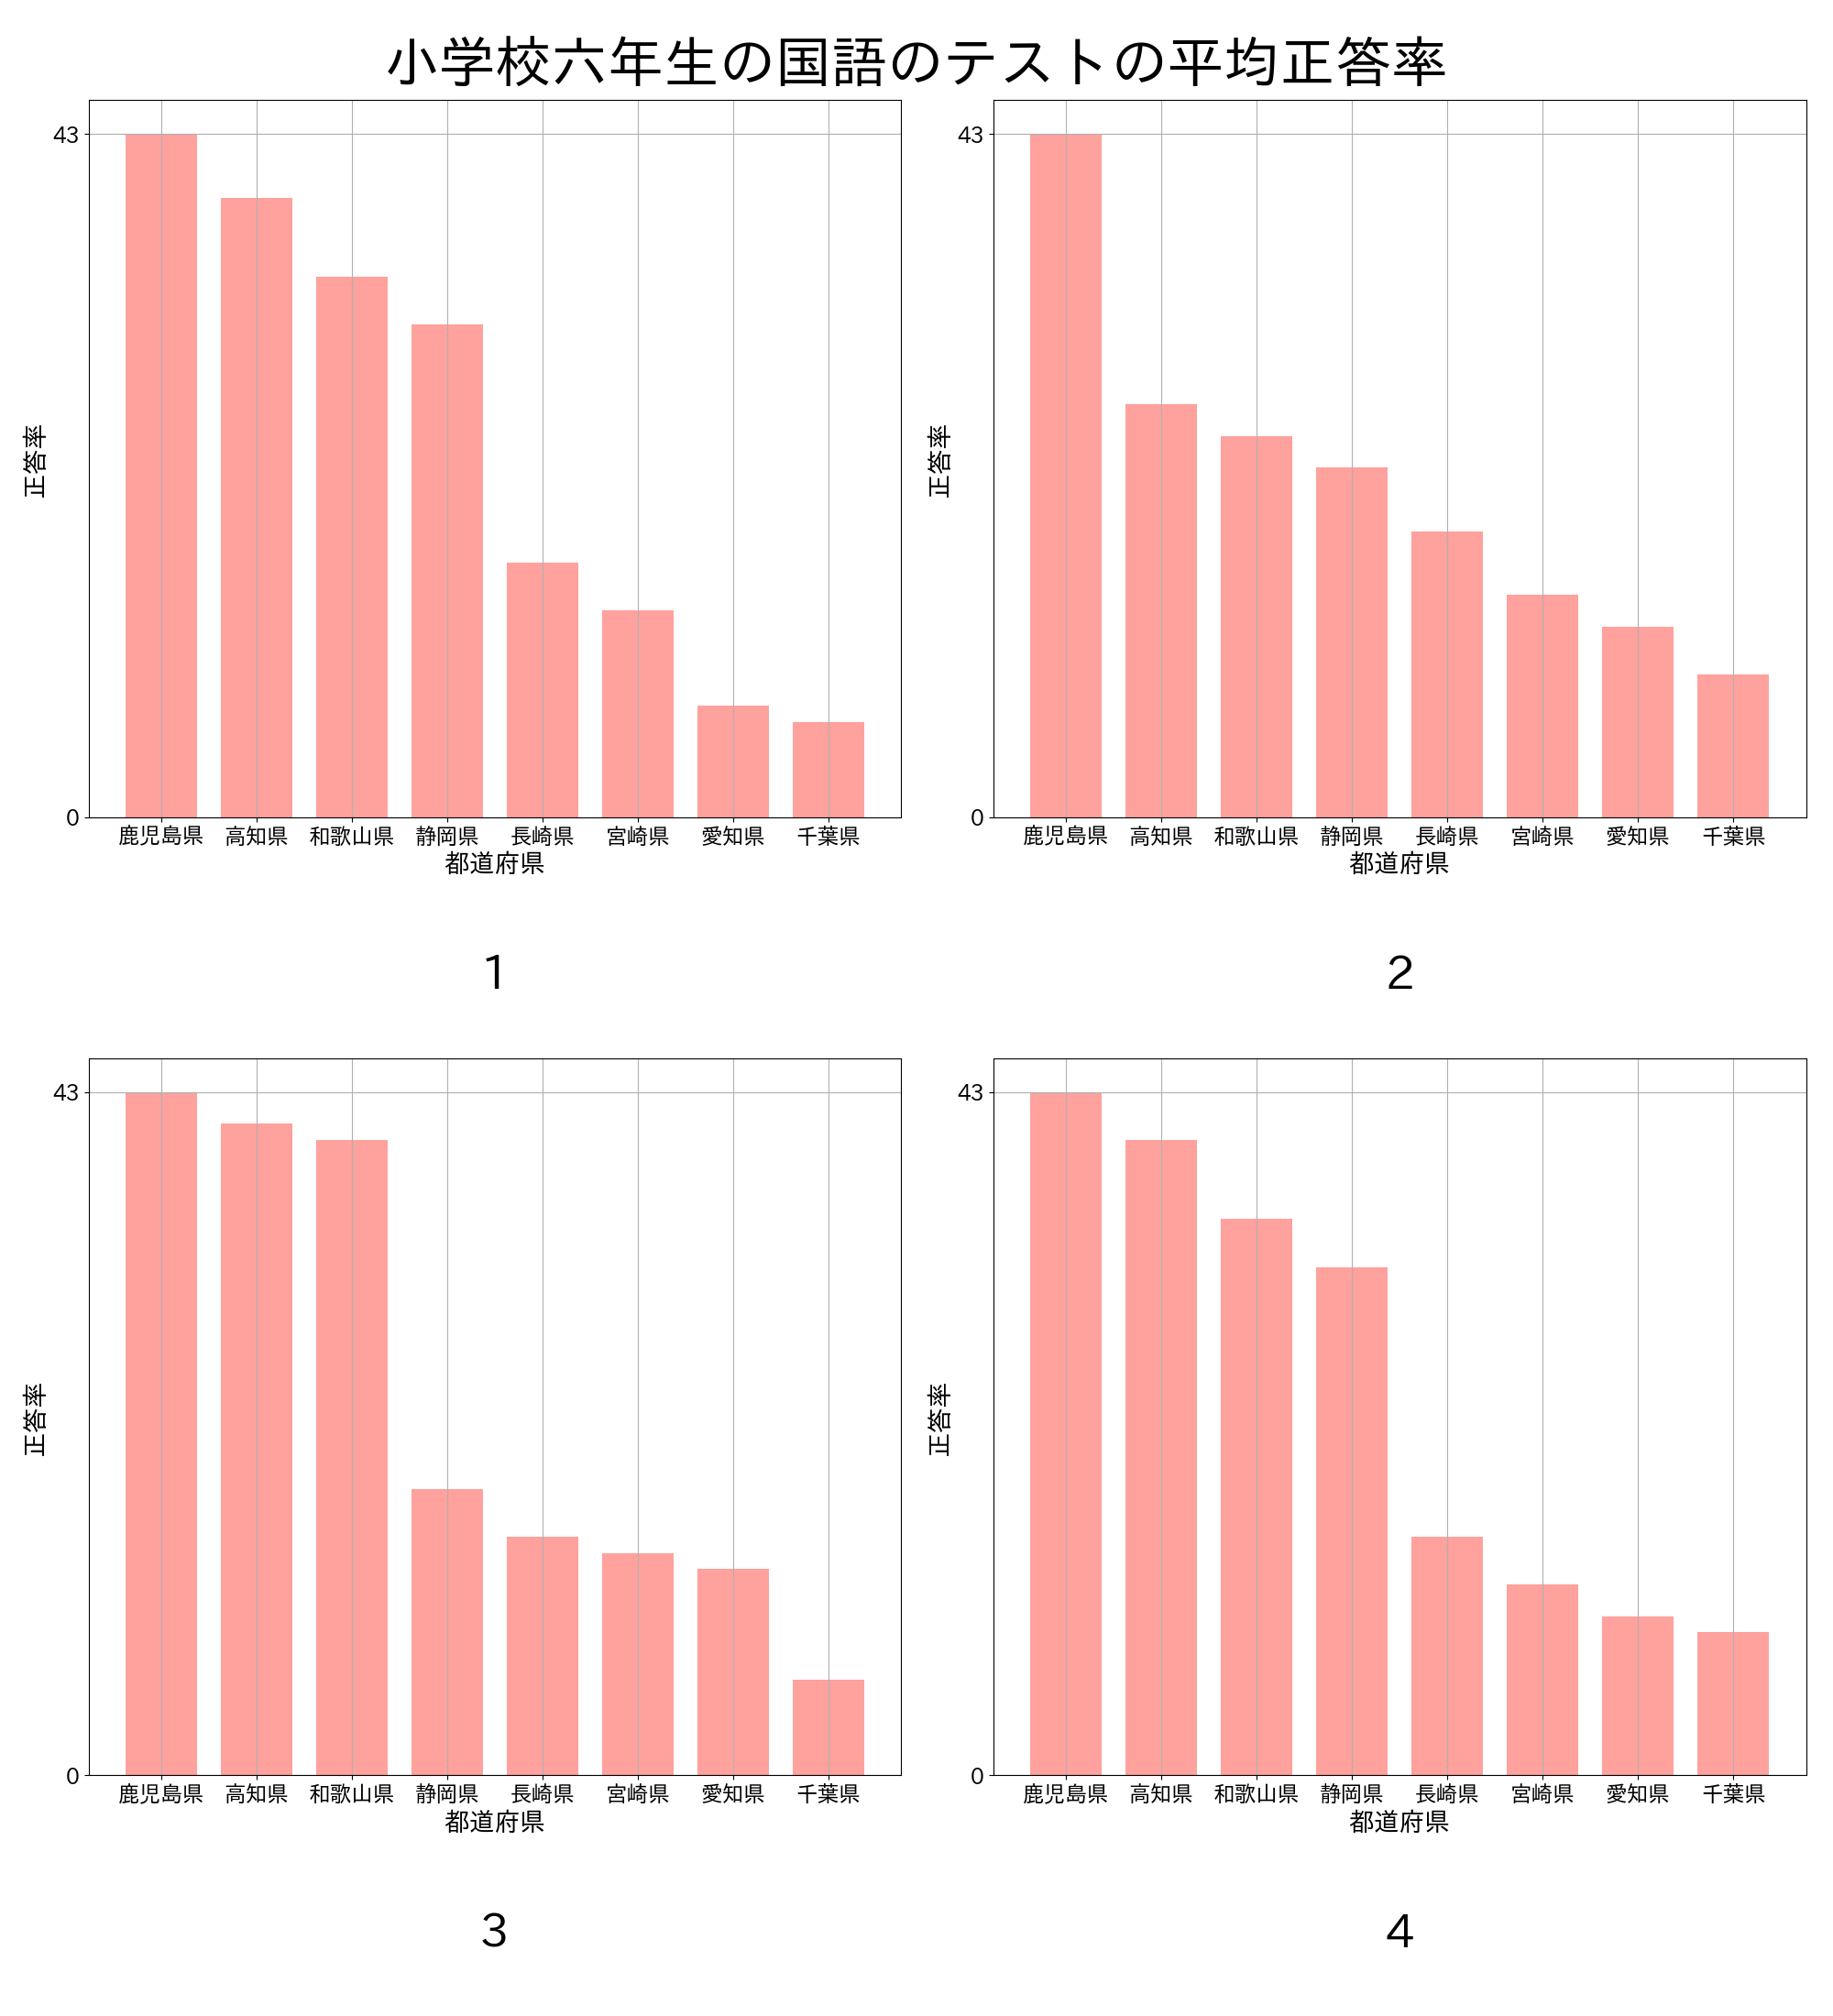 小学校六年生の国語のテストの平均正答率
43
0
正答率
鹿児島県 高知県 和歌山県 静岡県 長崎県 宮崎県 愛知県 千葉県
都道府県
1
43
0
正答率
鹿児島県 高知県 和歌山県 静岡県 長崎県 宮崎県 愛知県 千葉県
都道府県
2
43
0
正答率
鹿児島県 高知県 和歌山県 静岡県 長崎県 宮崎県 愛知県 千葉県
都道府県
3
43
0
正答率
鹿児島県 高知県 和歌山県 静岡県 長崎県 宮崎県 愛知県 千葉県
都道府県
4